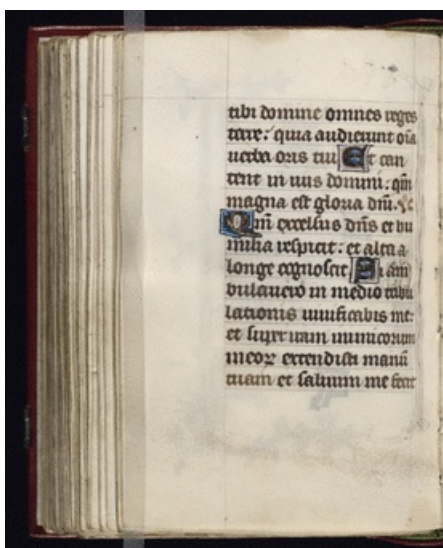 tibi domine omnes reges
terre: quia audierunt oīa
uerba oris tui Et can
tent in uiis domini: qm̄
magna est gloria dn̄i.
Qm̄ excelsus dn̄s et hu
milia respicit: et alta a
longe cognoscit Si am
bulauero in medio tribu
lationis uiuificabis me:
et super iram inimicorum
meoꝝ extendisti manū
tuam et saluum me fecit